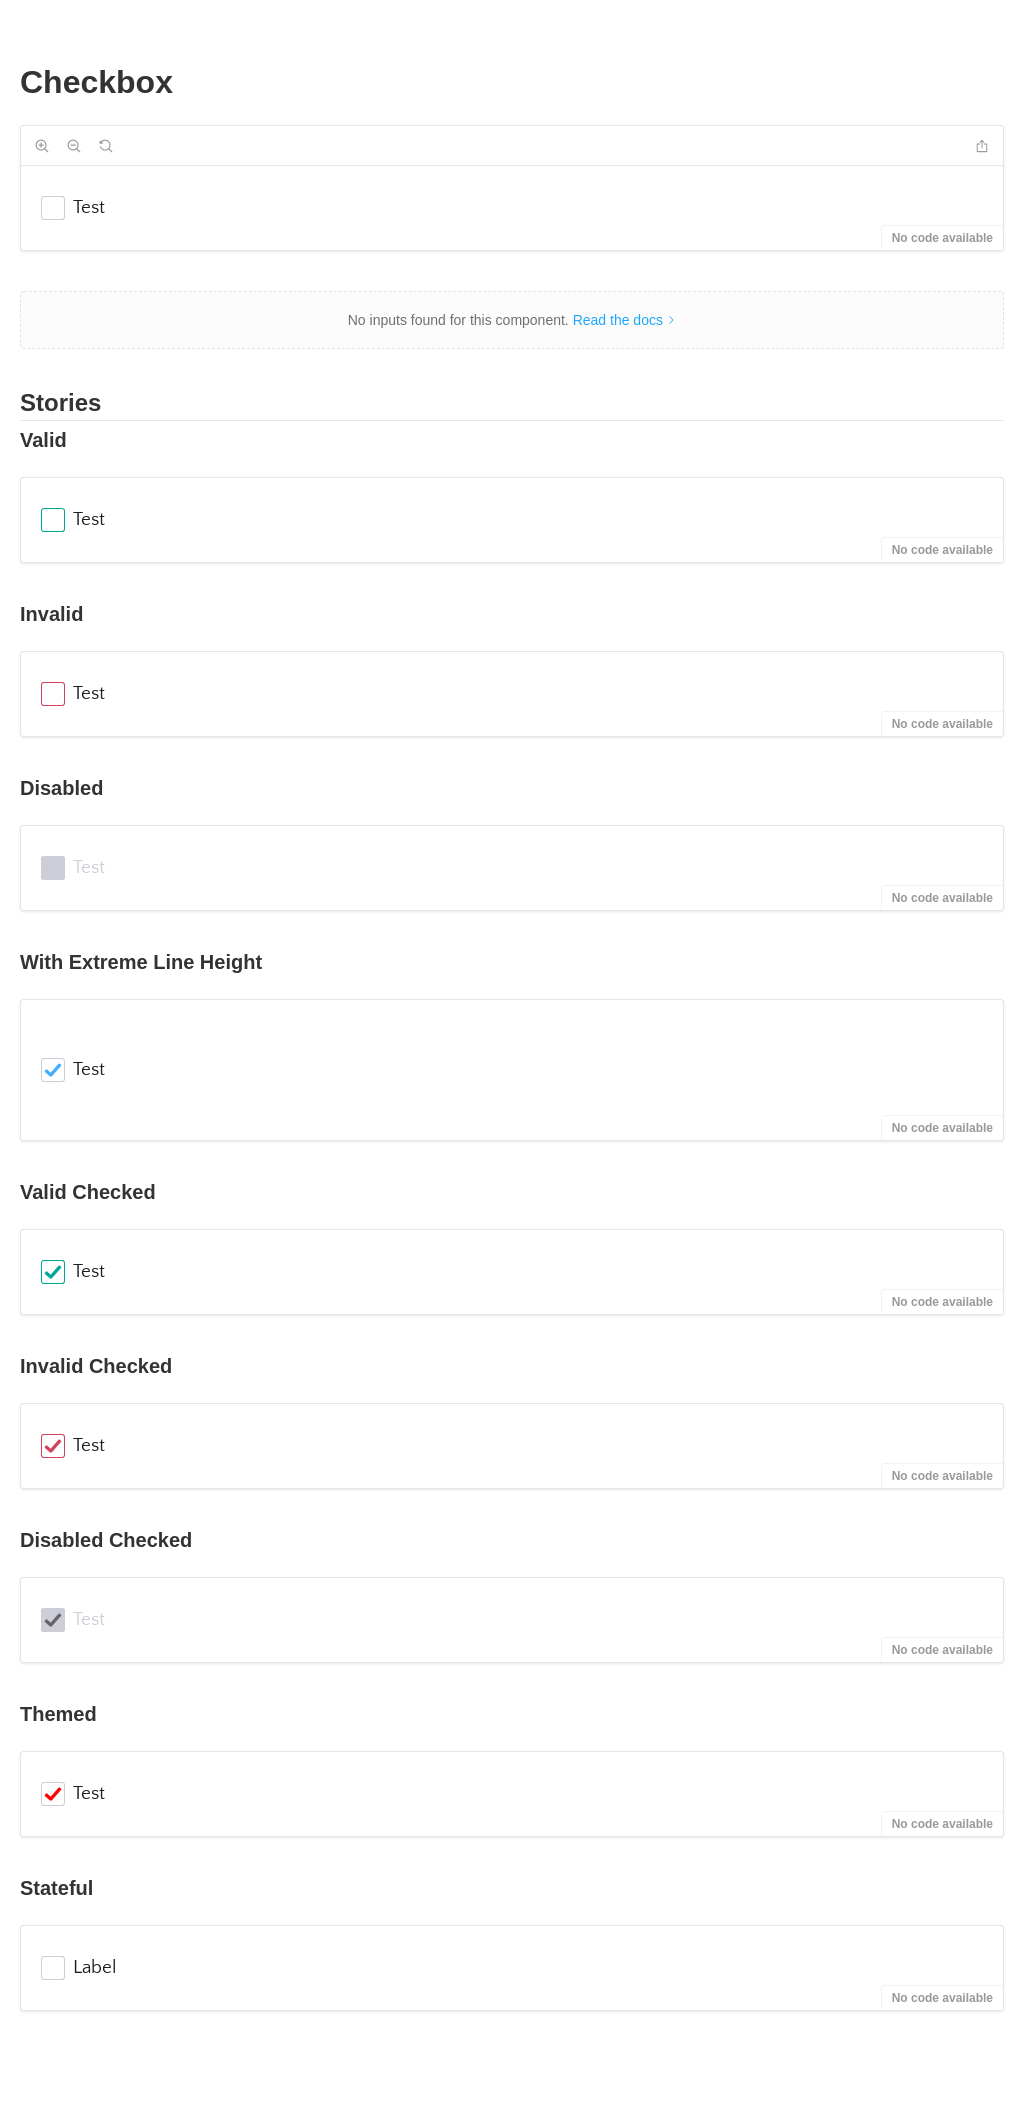 Checkbox
Test
No code available
No inputs found for this component. Read the docs
Stories
Valid
Test
No code available
Invalid
Test
No code available
Disabled
Test
No code available
With Extreme Line Height
Test
No code available
Valid Checked
Test
No code available
Invalid Checked
Test
No code available
Disabled Checked
Test
No code available
Themed
Test
No code available
Stateful
Label
No code available